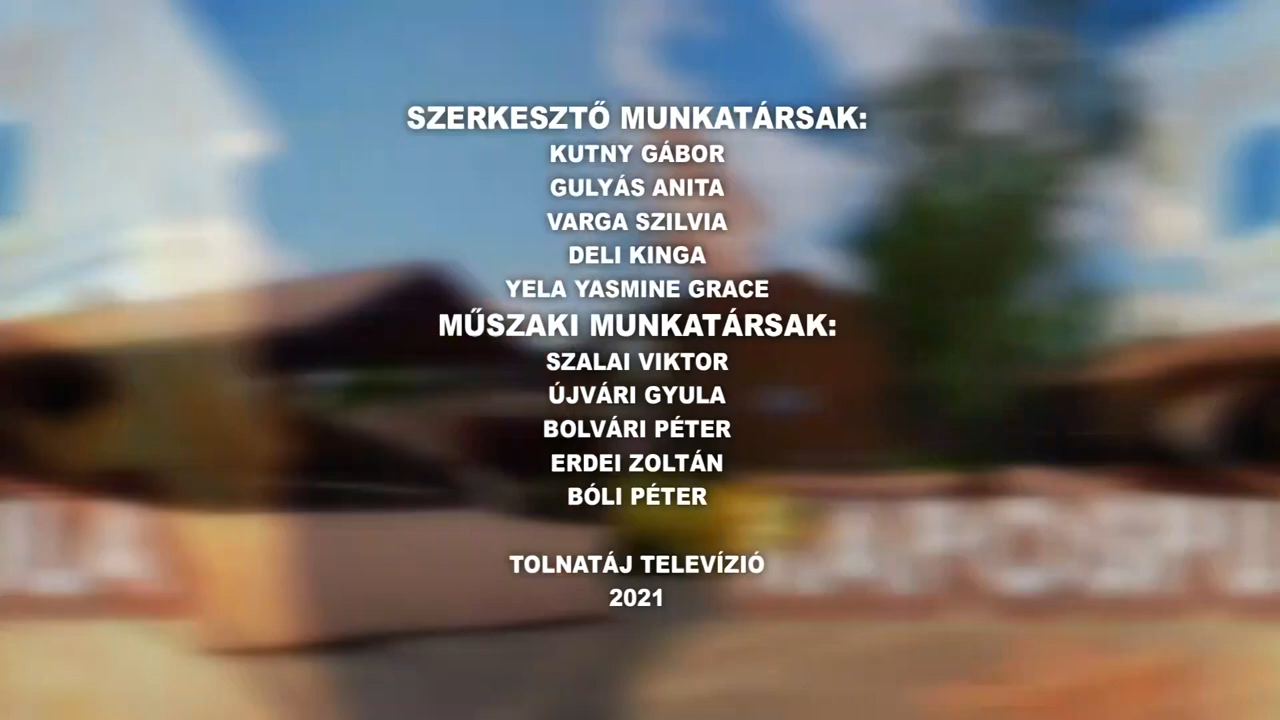 SZERKESZTŐ MUNKATÁRSAK:
KUTNY GÁBOR
GULYÁS ANITA
VARGA SZILVIA
DELI KINGA
YELA YASMINE GRACE
MŰSZAKI MUNKATÁRSAK:
SZALAI VIKTOR
ÚJVÁRI GYULA
BOLVÁRI PÉTER
ERDEI ZOLTÁN
BÓLI PÉTER
TOLNATÁJ TELEVÍZIÓ
2021